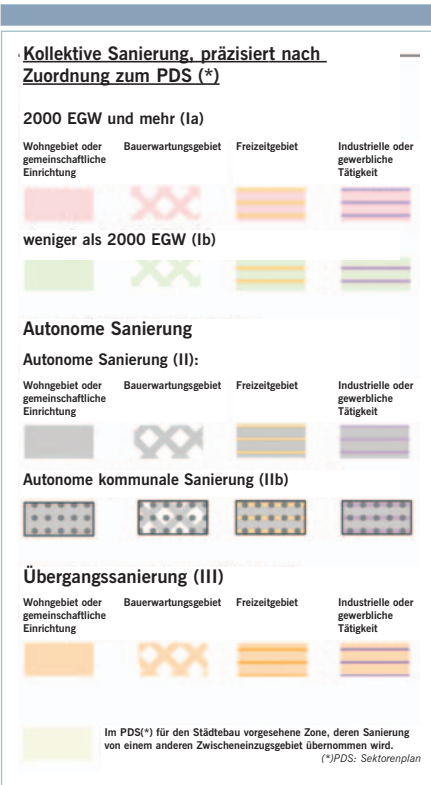 Kollektive Sanierung, präzisiert nach
Zuordnung zum PDS (*)
2000 EGW und mehr (Ia)
Wohngebiet oder gemeinschaftliche Einrichtung
Bauerwartungsgebiet
Freizeitgebiet
Industrielle oder gewerbliche Tätigkeit
weniger als 2000 EGW (Ib)
Autonome Sanierung
Autonome Sanierung (II):
Wohngebiet oder gemeinschaftliche Einrichtung
Bauerwartungsgebiet
Freizeitgebiet
Industrielle oder gewerbliche Tätigkeit
Autonome kommunale Sanierung (IIb)
Übergangssanierung (III)
Wohngebiet oder gemeinschaftliche Einrichtung
Bauerwartungsgebiet
Freizeitgebiet
Industrielle oder gewerbliche Tätigkeit
Im PDS(*) für den Städtebau vorgesehene Zone, deren Sanierung
von einem anderen Zwischeneinzugsgebiet übernommen wird.
(*)PDS: Sektorenplan